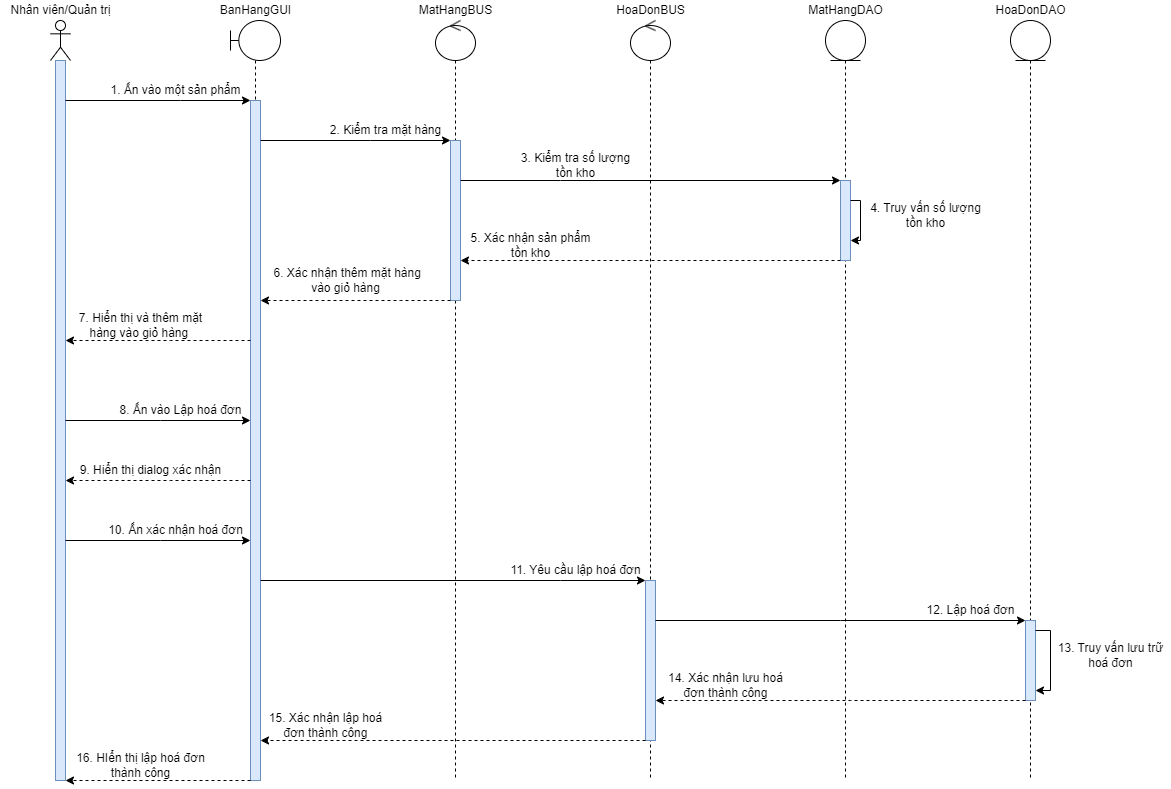 Nhân viên/Quản trị
BanHangGUI
MatHangBUS
HoaDonBUS
MatHangDAO
HoaDonDAO
1. Ấn vào một sản phẩm
2. Kiểm tra mặt hàng
3. Kiểm tra số lượng
tồn kho
4. Truy vấn số lượng
tồn kho
5. Xác nhận sản phẩm
tồn kho
6. Xác nhận thêm mặt hàng
vào giỏ hàng
7. Hiển thị và thêm mặt
hàng vào giỏ hàng
8. Ấn vào Lập hoá đơn
9. Hiển thị dialog xác nhận
10. Ấn xác nhận hoá đơn
11. Yêu cầu lập hoá đơn
12. Lập hoá đơn
13. Truy vấn lưu trữ
hoá đơn
14. Xác nhận lưu hoá
đơn thành công
15. Xác nhân lập hoá
đơn thành công
16. HIển thị lập hoá đơn
thành công